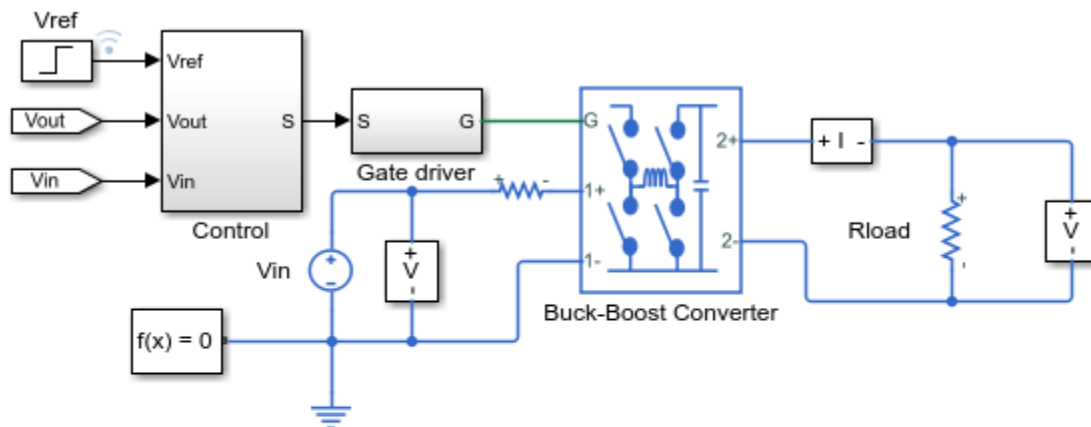 Vref
Vref
Vout
Vout
S
S
G
G
2+
+ I -
Vin
Vin
Gate driver
+
-
1+
+
Control
+
V
-
2-
Rload
+
V
-
Vin
+
-
1-
-
Buck-Boost Converter
f(x) = 0